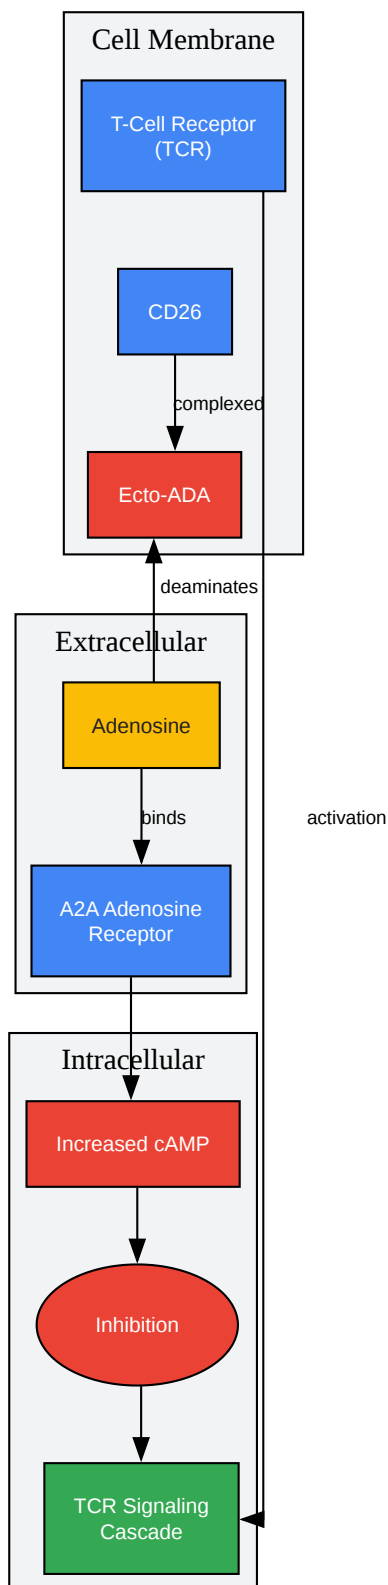 Cell Membrane
T-Cell Receptor
(TCR)
CD26
complexed
Ecto-ADA
deaminates
Extracellular
Adenosine
binds
activation
A2A Adenosine
Receptor
Intracellular
Increased cAMP
Inhibition
TCR Signaling
Cascade